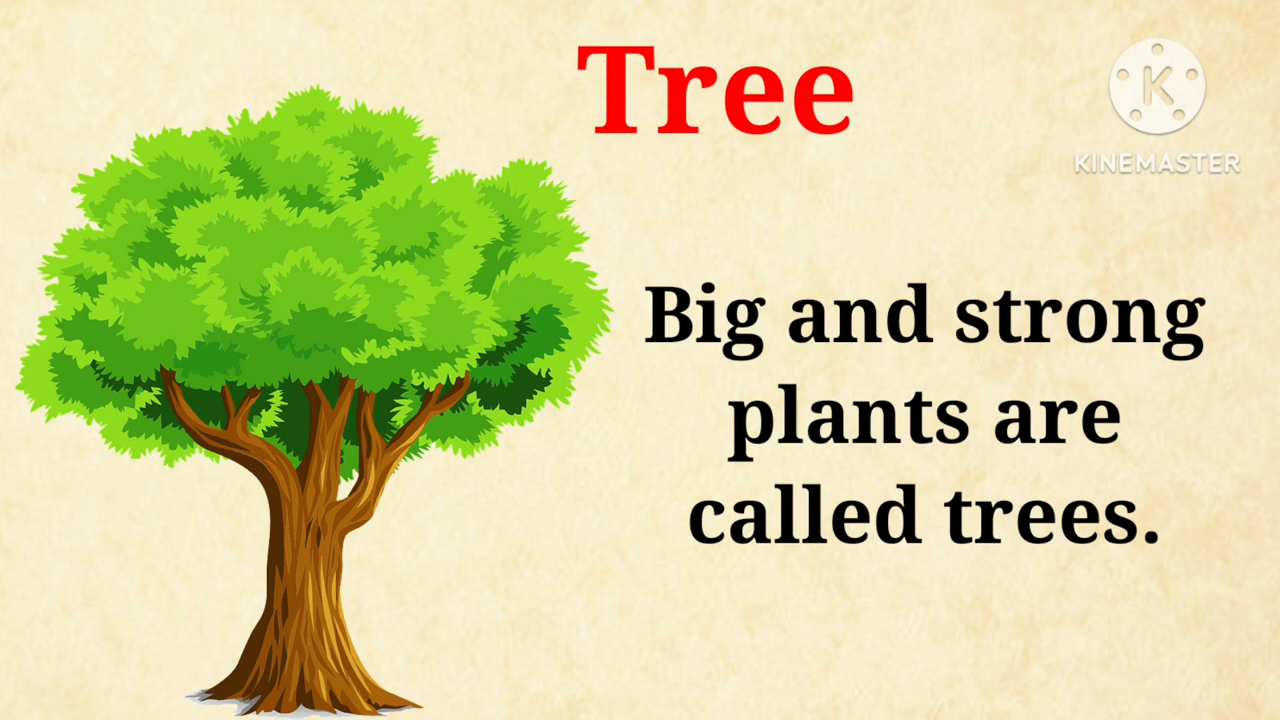 Tree
K
KINEMASTER
Big and strong
plants are
called trees.